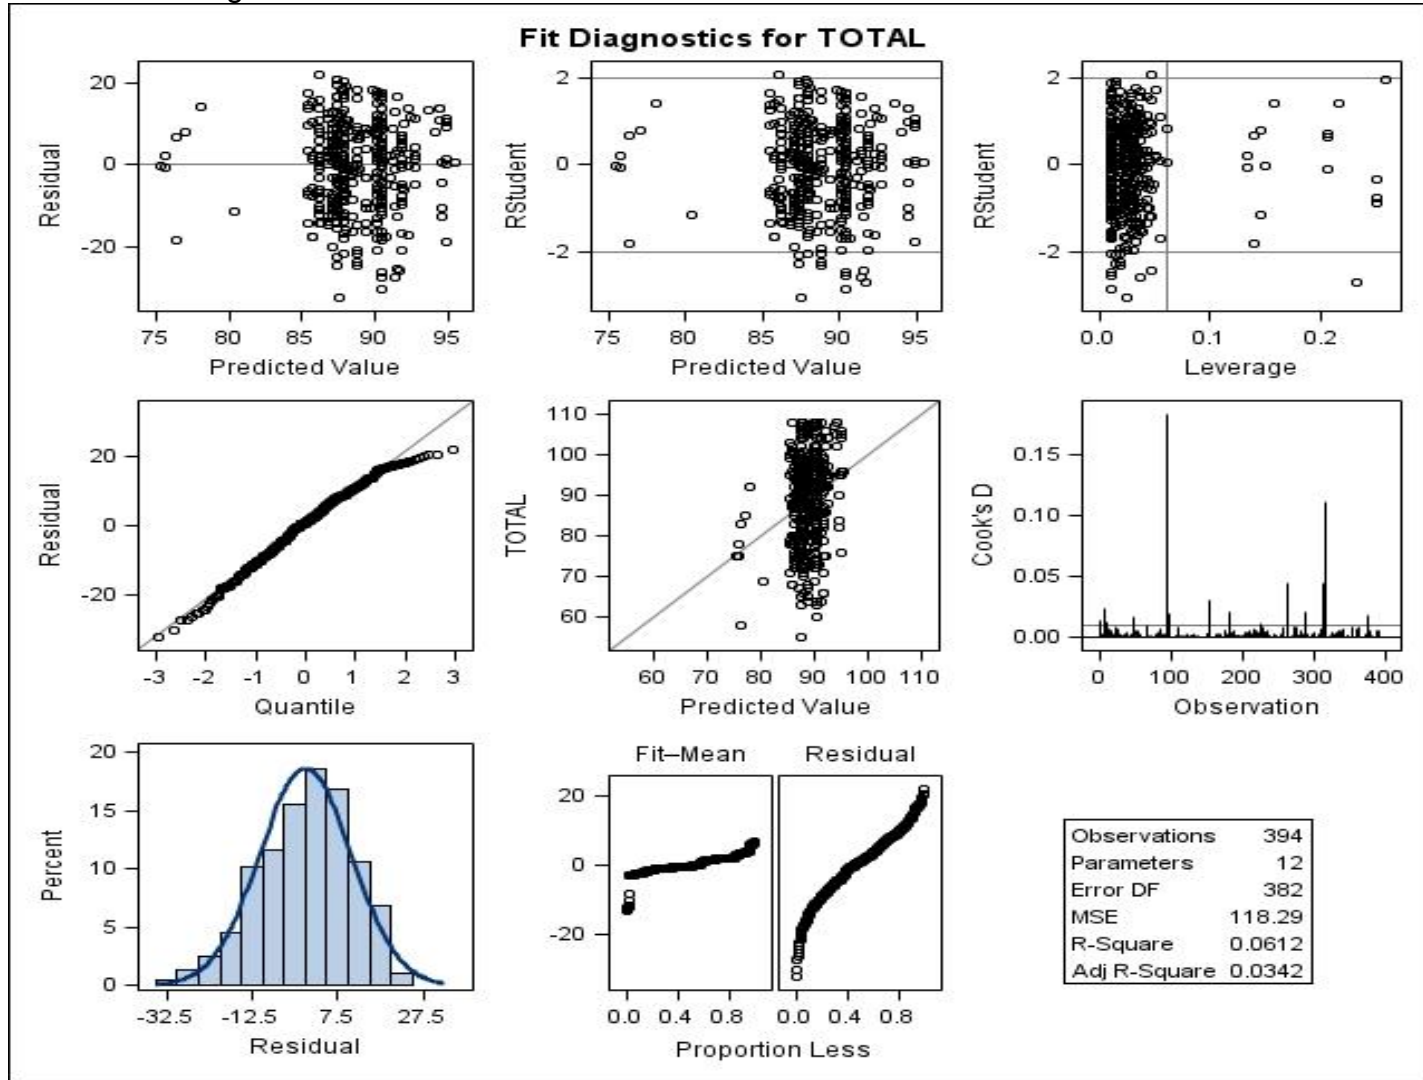 Fit Diagnostics for TOTAL
20
0
-20
Residual
75 80 85 90 95
Predicted Value
2
0
-2
RStudent
75 80 85 90 95
Predicted Value
2
0
-2
RStudent
0.0 0.1 0.2
Leverage
20
0
-20
Residual
-3 -2 -1 0 1 2 3
Quantile
110
100
90
80
70
60
TOTAL
60 70 80 90 100 110
Predicted Value
0.15
0.10
0.05
0.00
Cook's D
0 100 200 300 400
Observation
20
15
10
5
0
Percent
-32.5 -12.5 7.5 27.5
Residual
Fit–Mean Residual
20
0
-20
0.0 0.4 0.8 0.0 0.4 0.8
Proportion Less
Observations 394
Parameters 12
Error DF 382
MSE 118.29
R-Square 0.0612
Adj R-Square 0.0342